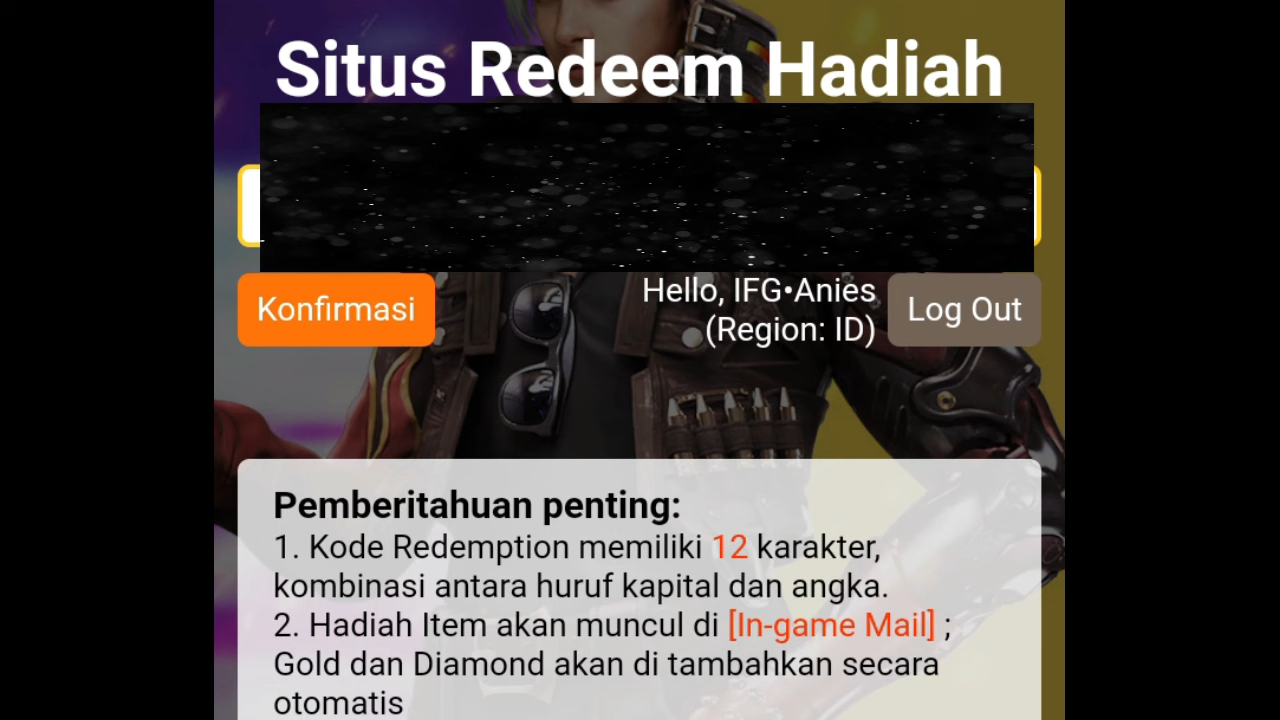 Situs Redeem Hadiah
Konfirmasi
Hello, IFG•Anies
(Region: ID)
Log Out
Pemberitahuan penting:
1. Kode Redemption memiliki 12 karakter,
kombinasi antara huruf kapital dan angka.
2. Hadiah Item akan muncul di [In-game Mail] ;
Gold dan Diamond akan di tambahkan secara
otomatis